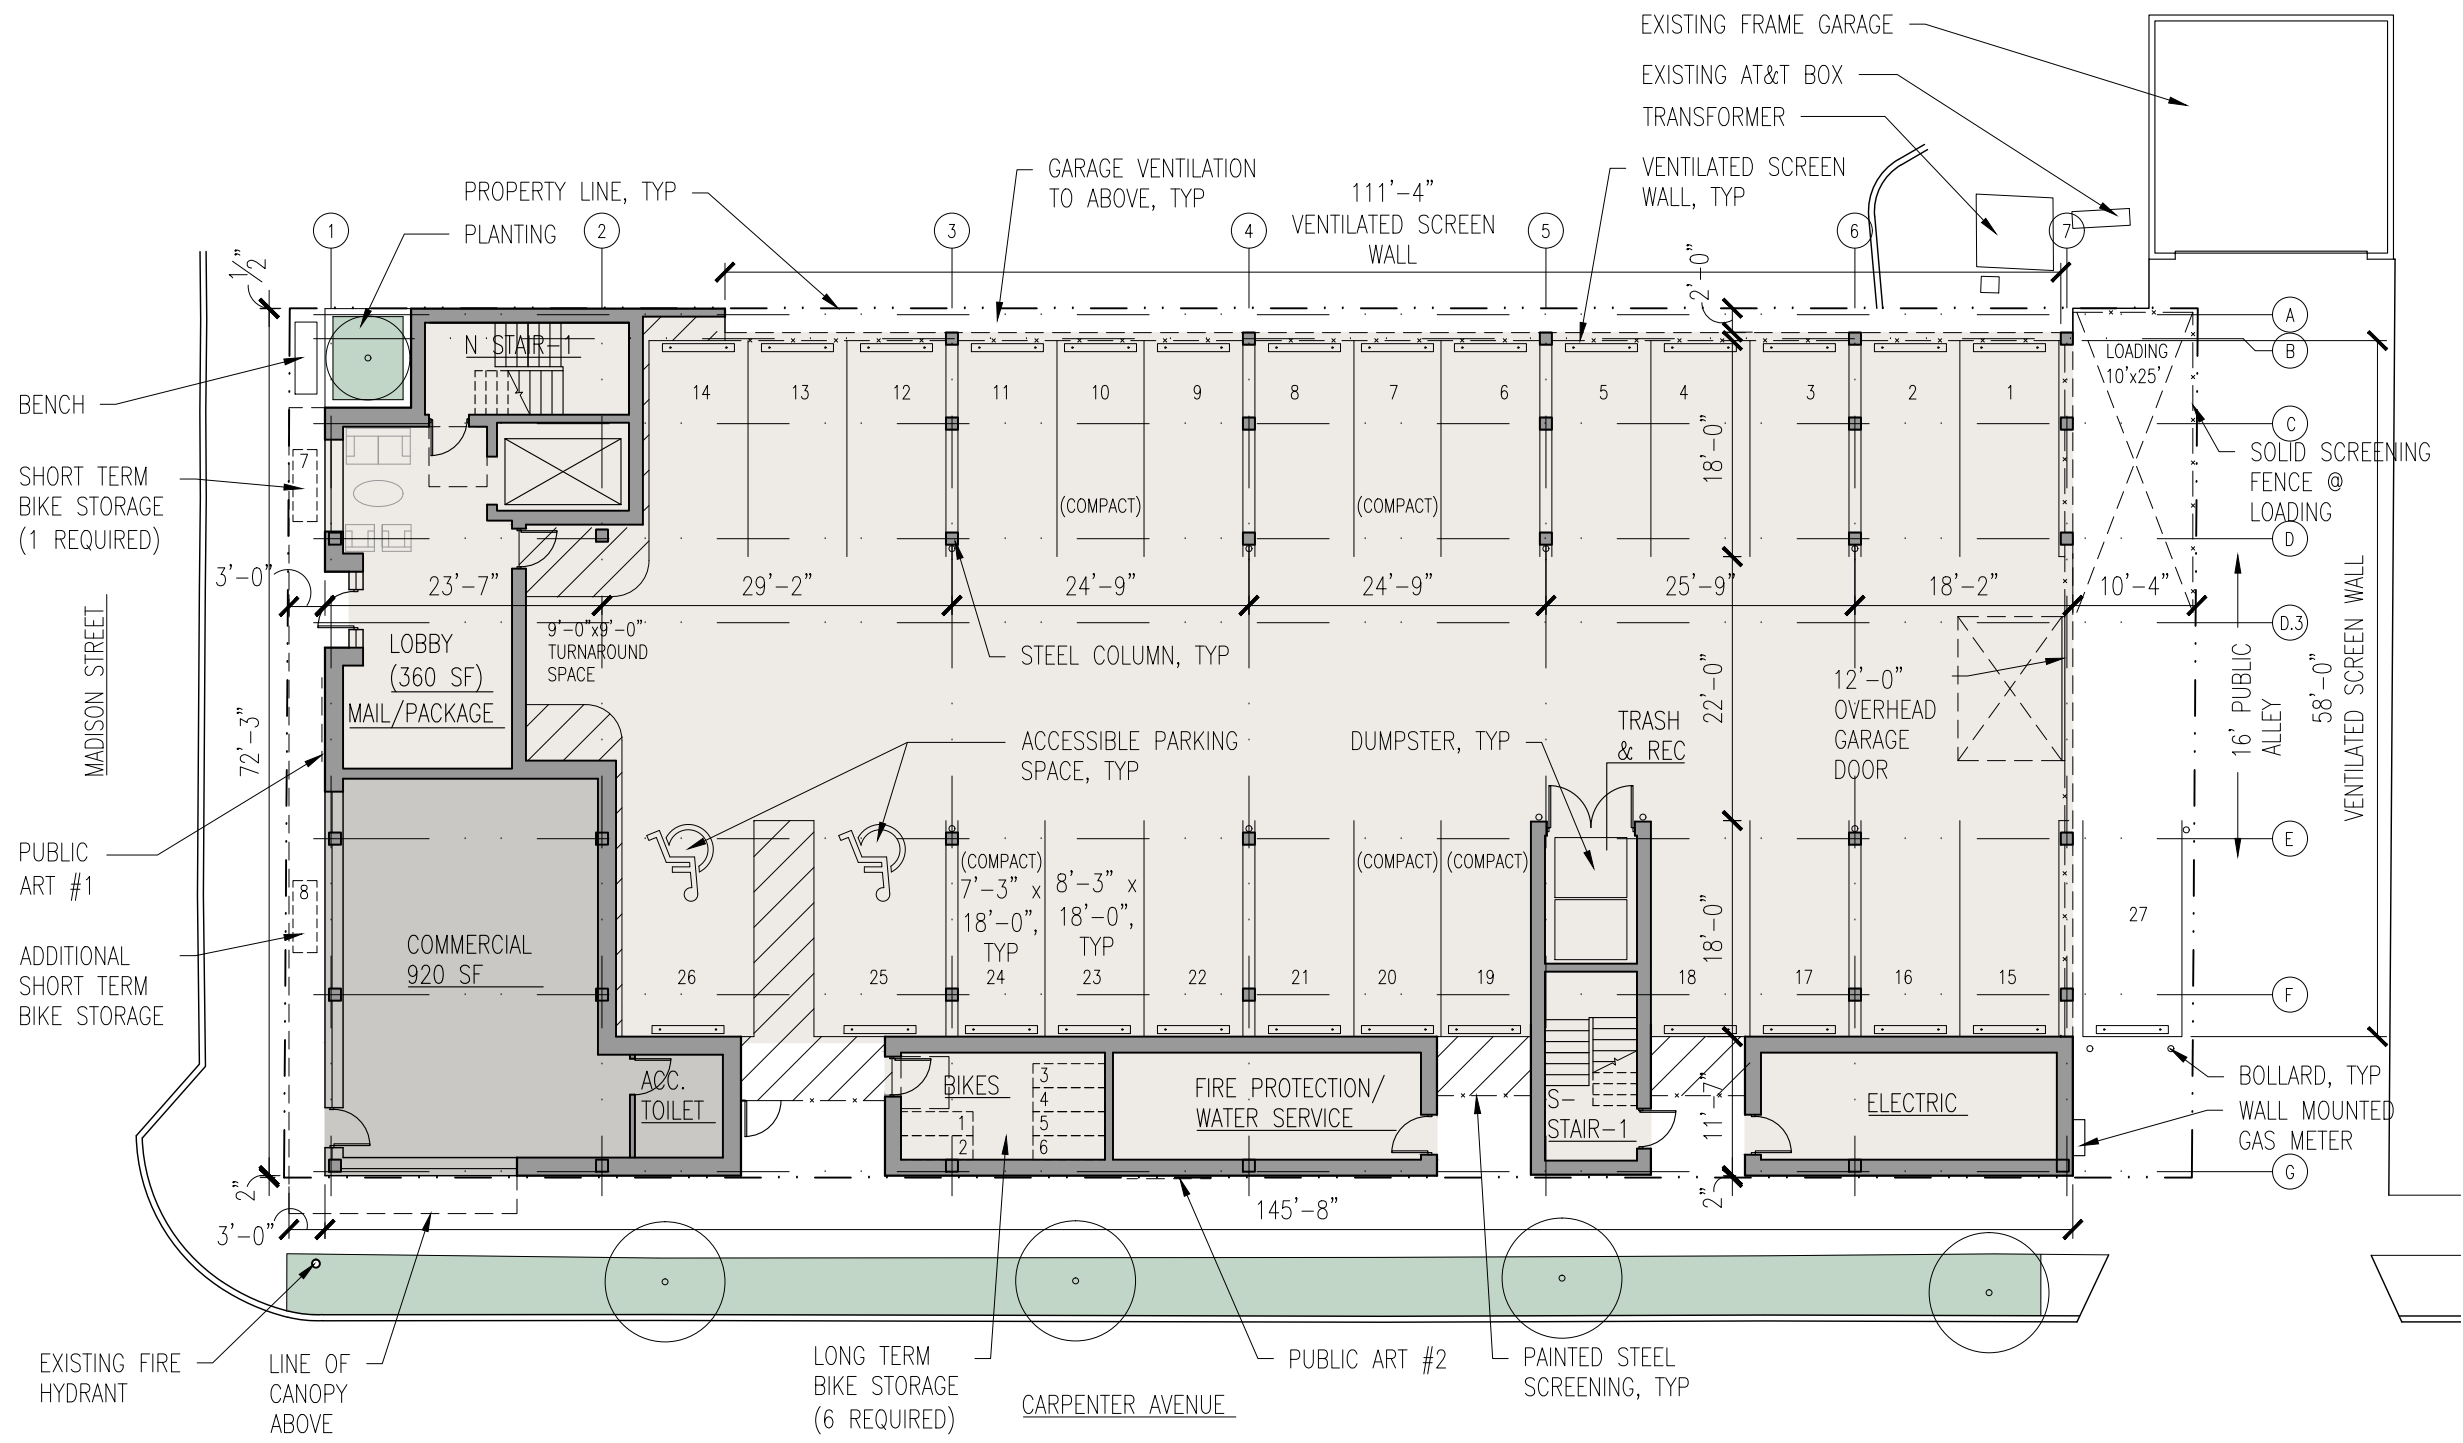 EXISTING FRAME GARAGE
EXISTING AT&T BOX
TRANSFORMER
VENTILATED SCREEN
WALL, TYP
GARAGE VENTILATION
TO ABOVE, TYP
111'-4"
VENTILATED SCREEN
WALL
PROPERTY LINE, TYP
PLANTING
1
2
3
4
5
6
7
1/2"
2'-0"
A
B
C
D
D.3
E
F
G
N STAIR-1
LOADING
10'x25'
BENCH
14
13
12
11
10
9
8
7
6
5
4
3
2
1
SHORT TERM
BIKE STORAGE
(1 REQUIRED)
7
(COMPACT)
(COMPACT)
18'-0"
SOLID SCREENING
FENCE @
LOADING
3'-0"
23'-7"
29'-2"
24'-9"
24'-9"
25'-9"
18'-2"
10'-4"
MADISON STREET
LOBBY
(360 SF)
MAIL/PACKAGE
9'-0"x9'-0"
TURNAROUND
SPACE
STEEL COLUMN, TYP
22'-0"
12'-0"
OVERHEAD
GARAGE
DOOR
16' PUBLIC
ALLEY
58'-0"
VENTILATED SCREEN WALL
72'-3"
ACCESSIBLE PARKING
SPACE, TYP
DUMPSTER, TYP
TRASH
& REC
PUBLIC
ART #1
8
(COMPACT)
7'-3" x
18'-0",
TYP
8'-3" x
18'-0",
TYP
(COMPACT)
(COMPACT)
18'-0"
27
ADDITIONAL
SHORT TERM
BIKE STORAGE
COMMERCIAL
920 SF
26
25
24
23
22
21
20
19
18
17
16
15
ACC.
TOILET
BIKES
1
2
3
4
5
6
FIRE PROTECTION/
WATER SERVICE
S-
STAIR-1
11'-7"
ELECTRIC
BOLLARD, TYP
WALL MOUNTED
GAS METER
2"
2"
3'-0"
145'-8"
EXISTING FIRE
HYDRANT
LINE OF
CANOPY
ABOVE
LONG TERM
BIKE STORAGE
(6 REQUIRED)
PUBLIC ART #2
PAINTED STEEL
SCREENING, TYP
CARPENTER AVENUE